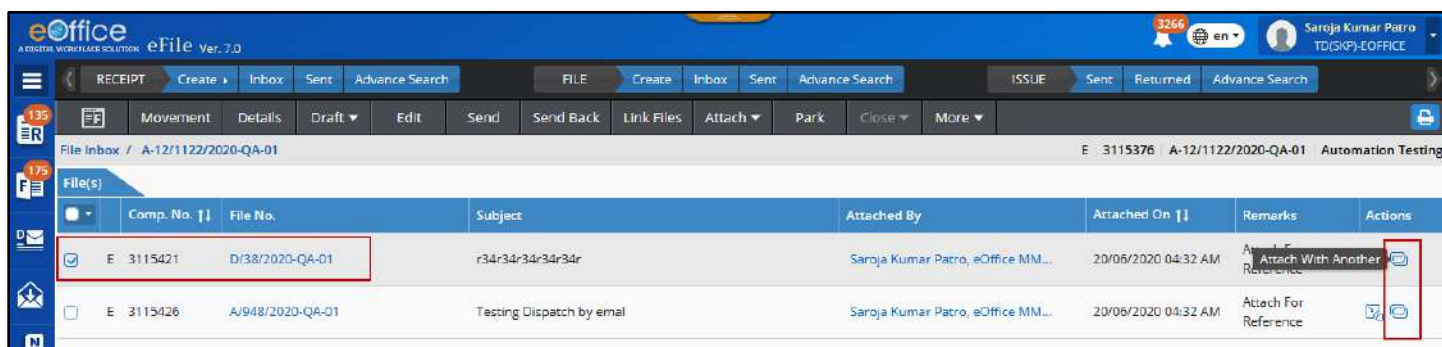 eOffice
A DIGITAL WORKPLACE SOLUTION eFile Ver. 7.0
3266 en Saroja Kumar Patro
TD(SKP)-EOFFICE
RECEIPT Create Inbox Sent Advance Search FILE Create Inbox Sent Advance Search ISSUE Sent Returned Advance Search
135 R Movement Details Draft Edit Send Send Back Link Files Attach Park Close More
File Inbox / A-12/1122/2020-QA-01 E 3115376 A-12/1122/2020-QA-01 Automation Testing
175 F File(s)
Comp. No. File No. Subject Attached By Attached On Remarks Actions
E 3115421 D/38/2020-QA-01 r34r34r34r34r34r Saroja Kumar Patro, eOffice MM... 20/06/2020 04:32 AM Attach With Another
E 3115426 A/948/2020-QA-01 Testing Dispatch by emal Saroja Kumar Patro, eOffice MM... 20/06/2020 04:32 AM Attach For
Reference
D
N